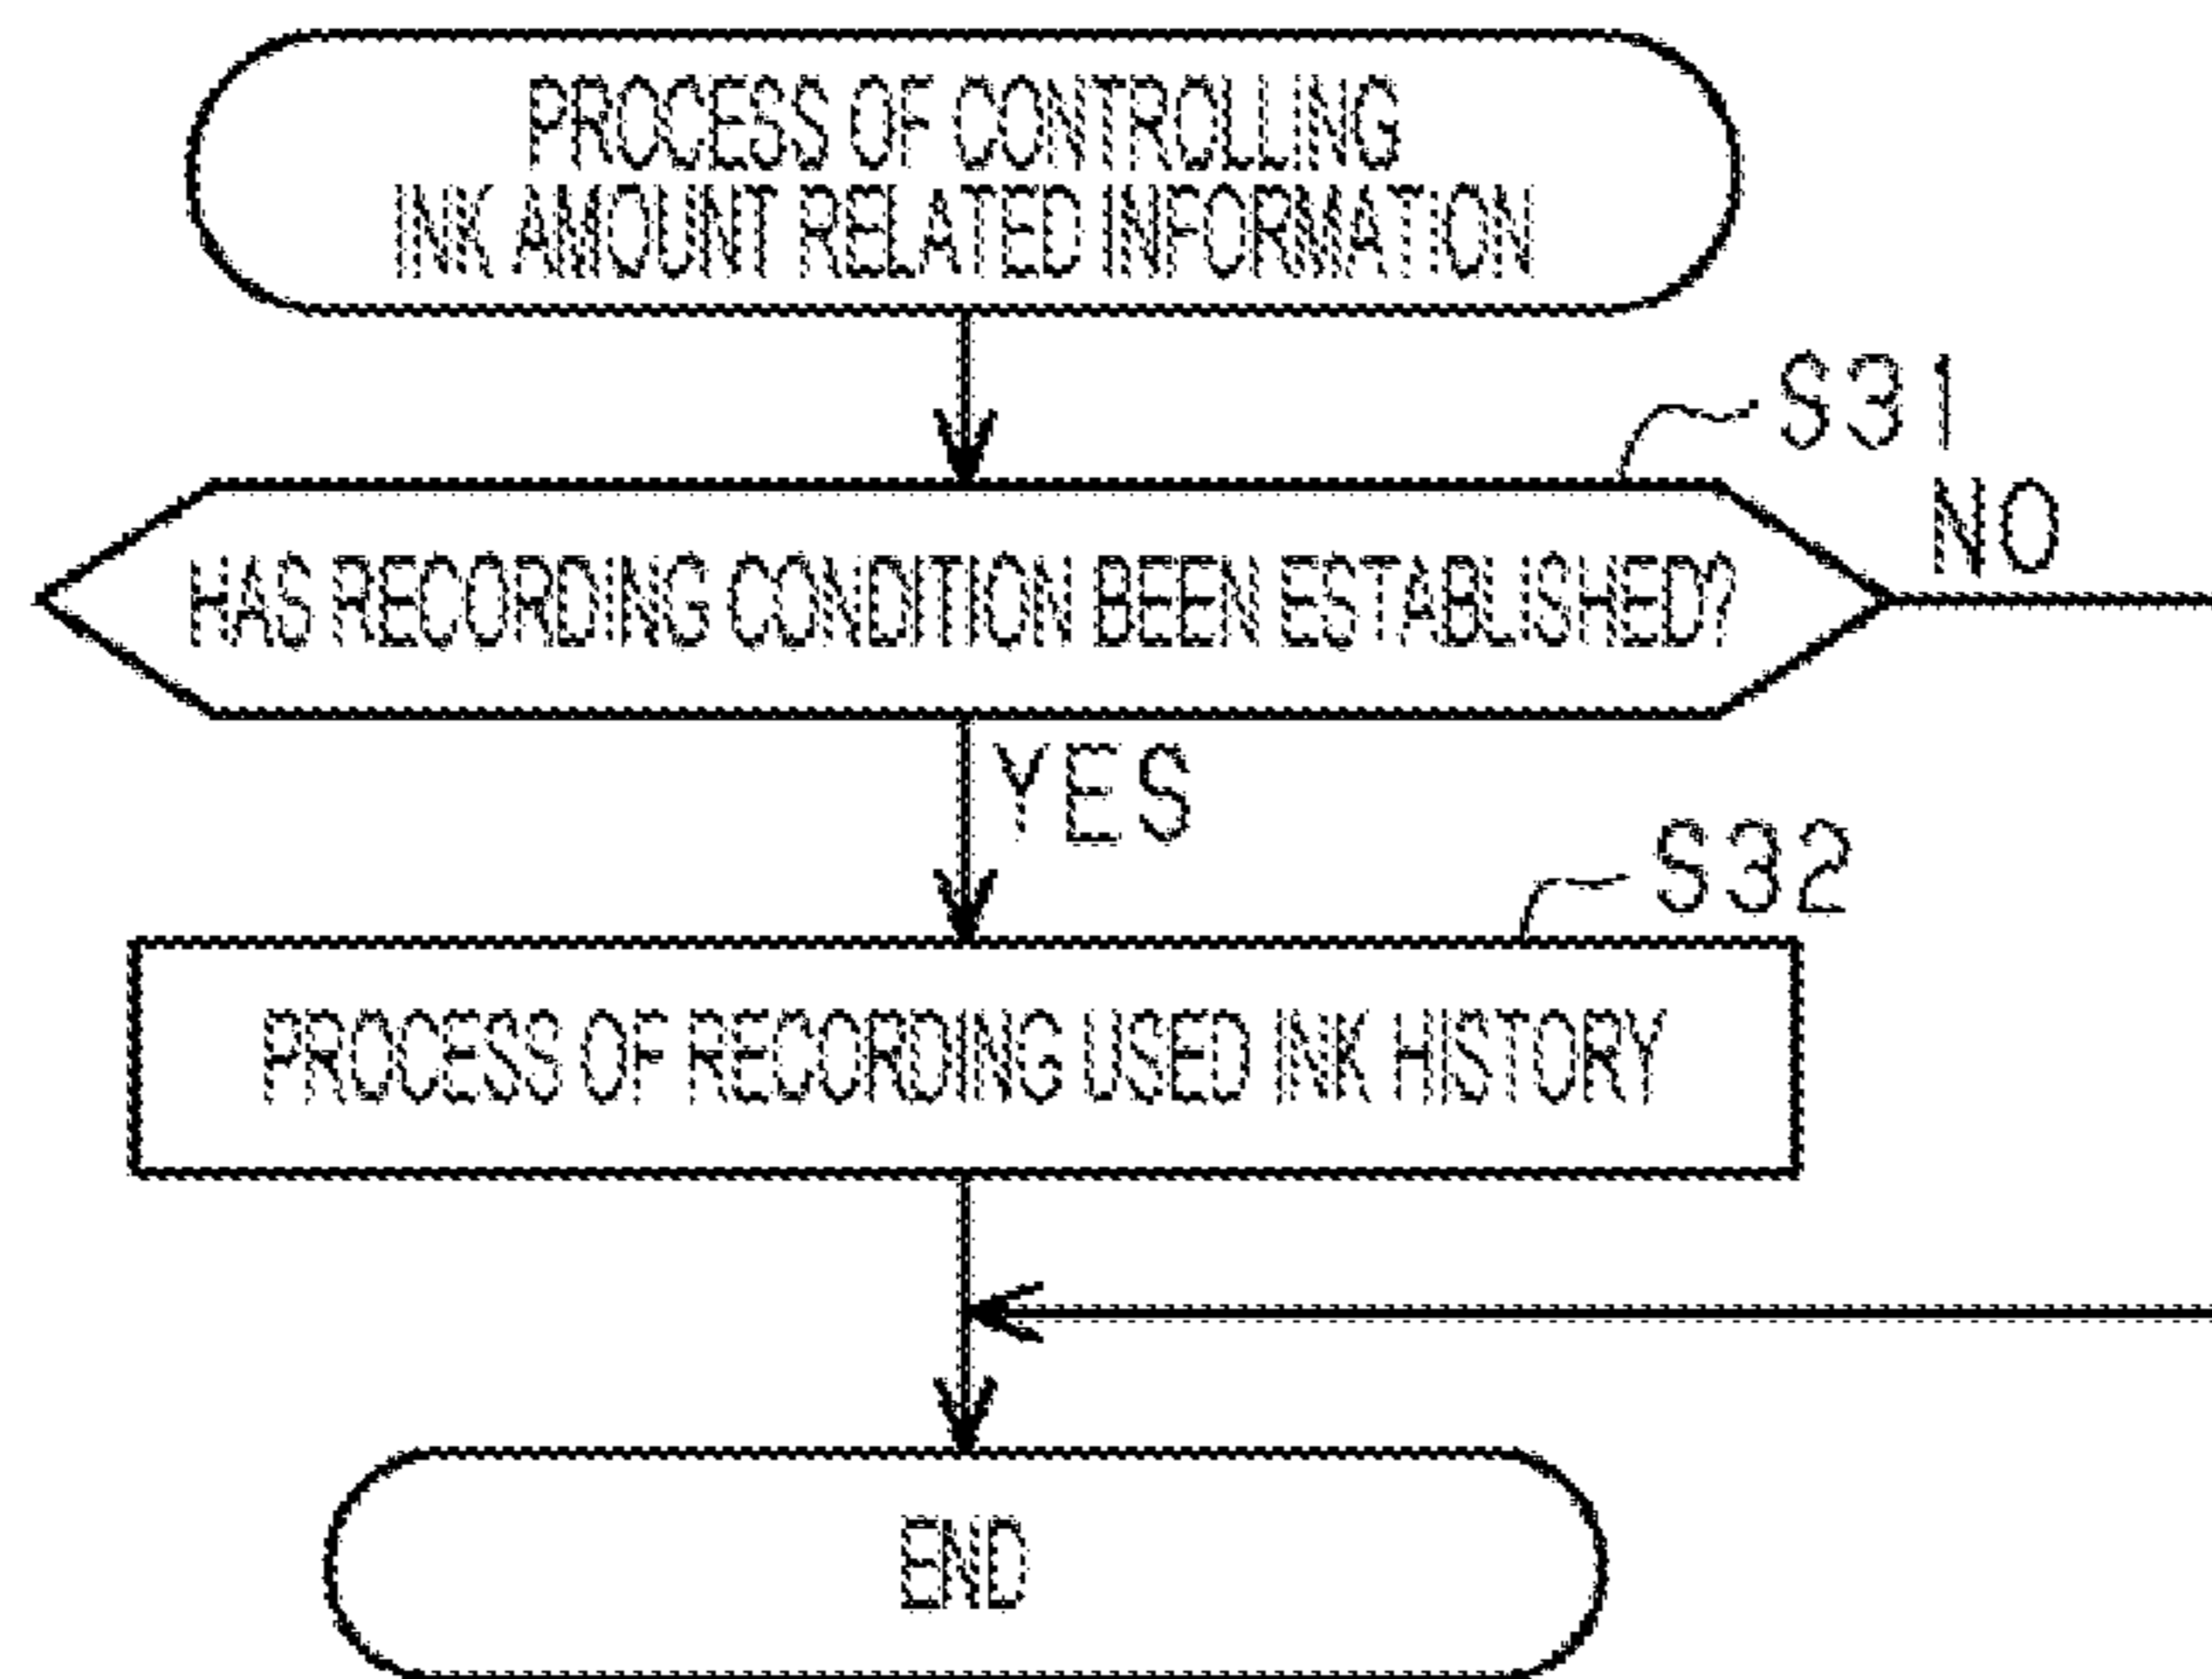 PROCESS OF CONTROLLING
INK AMOUNT RELATED INFORMATION
S31
NO
HAS RECORDING CONDITION BEEN ESTABLISHED?
YES
S32
PROCESS OF RECORDING USED INK HISTORY
END